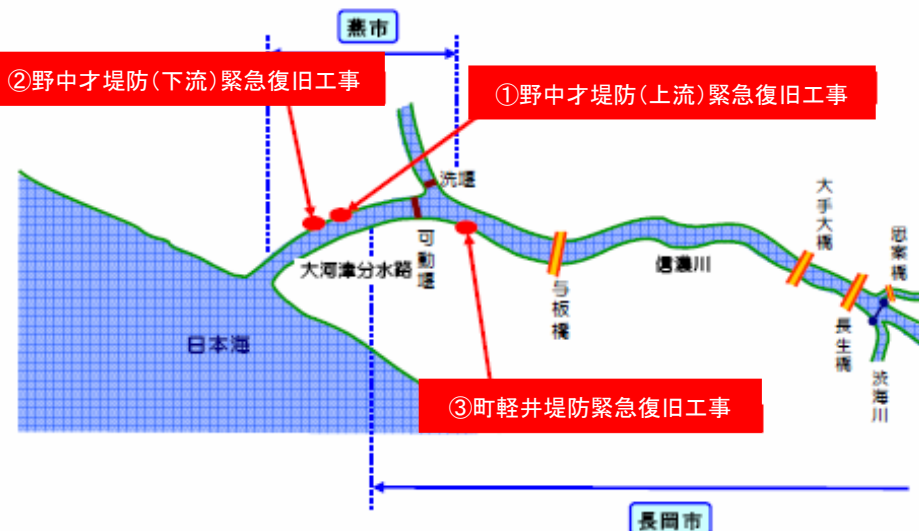 燕市
②野中才堤防(下流)緊急復旧工事
①野中才堤防(上流)緊急復旧工事
洗堰
大手大橋
思案橋
可動堰
大河津分水路
信濃川
与板橋
長生橋
日本海
渋海川
③町軽井堤防緊急復旧工事
長岡市